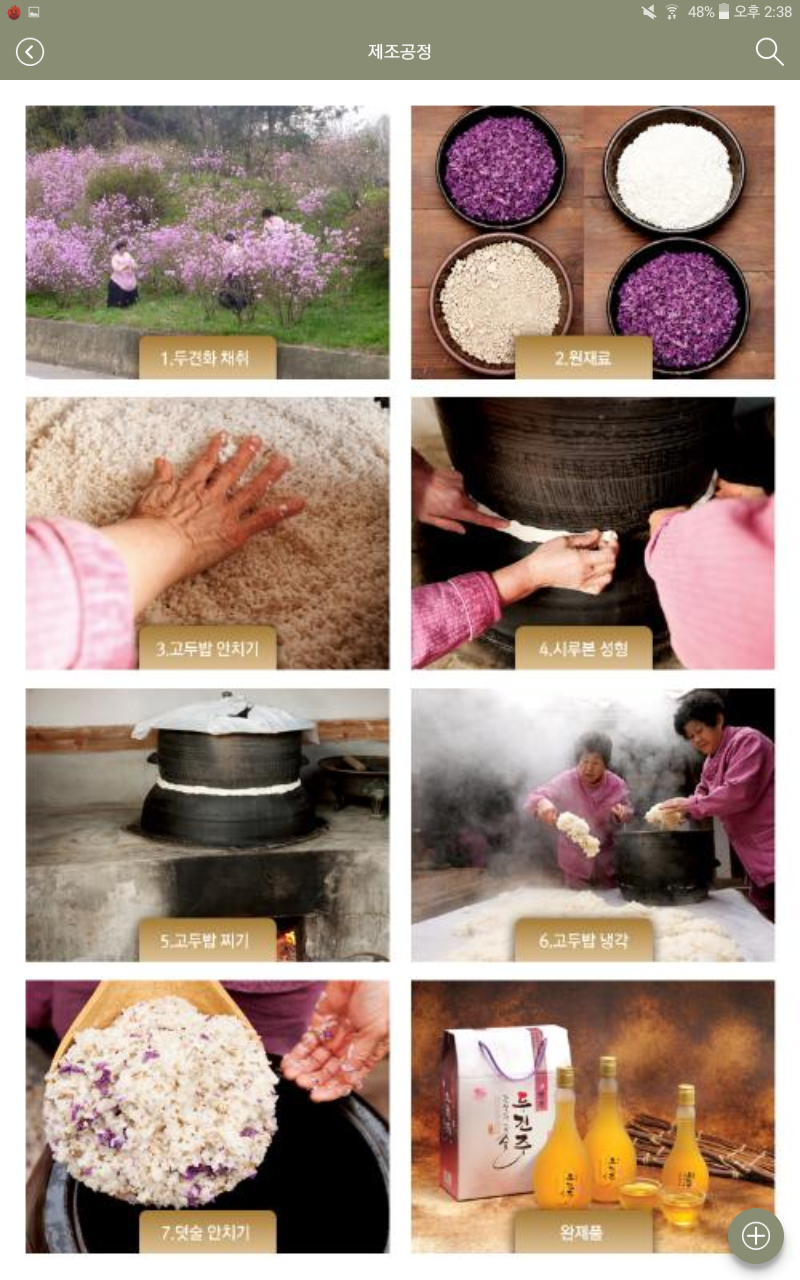 48% 오후 2:38
제조공정
1.두견화 채취
2.원재료
3.고두밥 안치기
4.시루본 성형
5.고두밥 찌기
6.고두밥 냉각
7.덧술 안치기
두견주
완제품